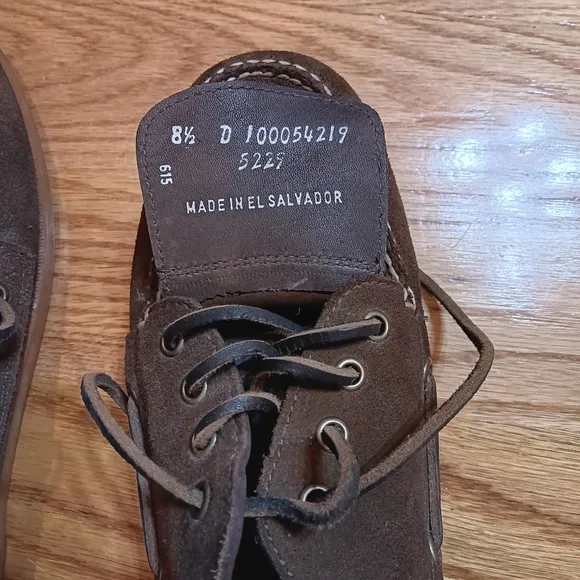 8½ D 100054219
5229
615
MADE IN EL SALVADOR